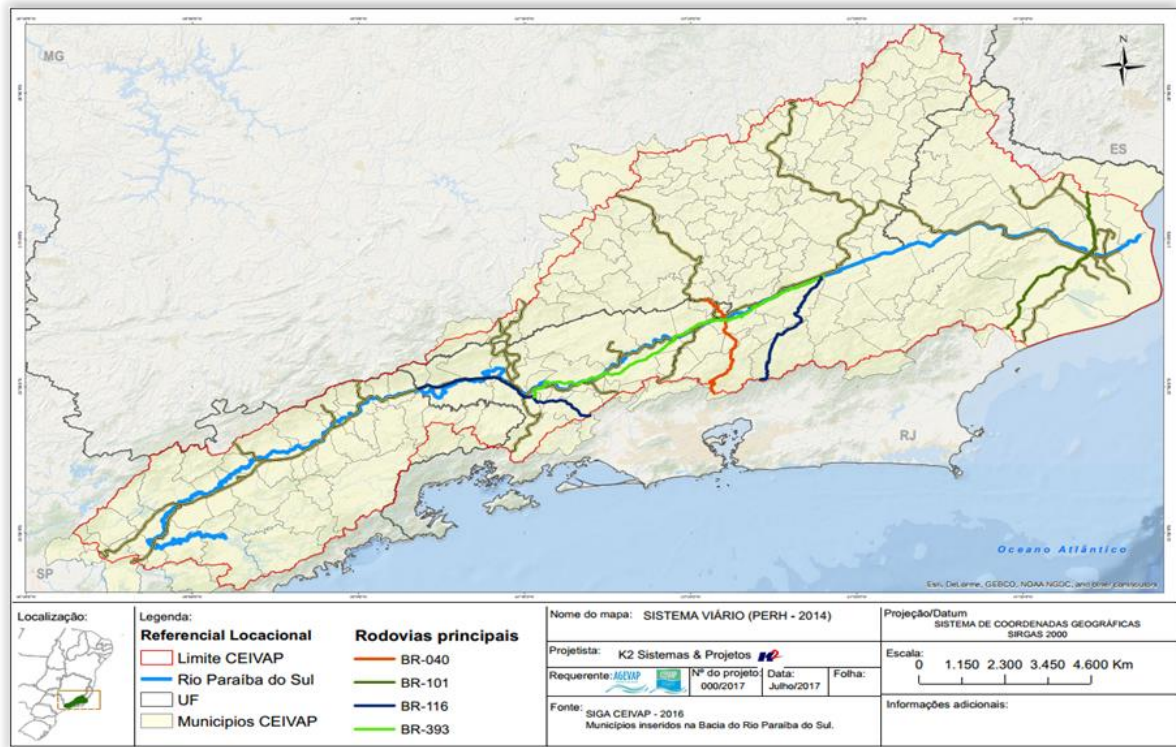 MG
N
ES
RJ
SP
Oceano Atlântico
Esri, DeLorme, GEBCO, NOAA NGDC, and other contributors
Localização:
Legenda:
Referencial Locacional
Limite CEIVAP
Rio Paraíba do Sul
UF
Municipios CEIVAP
Rodovias principais
BR-040
BR-101
BR-116
BR-393
Nome do mapa: SISTEMA VIÁRIO (PERH - 2014)
Projetista: K2 Sistemas & Projetos K2
Requerente: AGEVAP
Nº do projeto: 000/2017
Data: Julho/2017
Folha:
Fonte: SIGA CEIVAP - 2016
Municípios inseridos na Bacia do Rio Paraíba do Sul.
Projeção/Datum
SISTEMA DE COORDENADAS GEOGRÁFICAS
SIRGAS 2000
Escala:
0 1.150 2.300 3.450 4.600 Km
Informações adicionais: